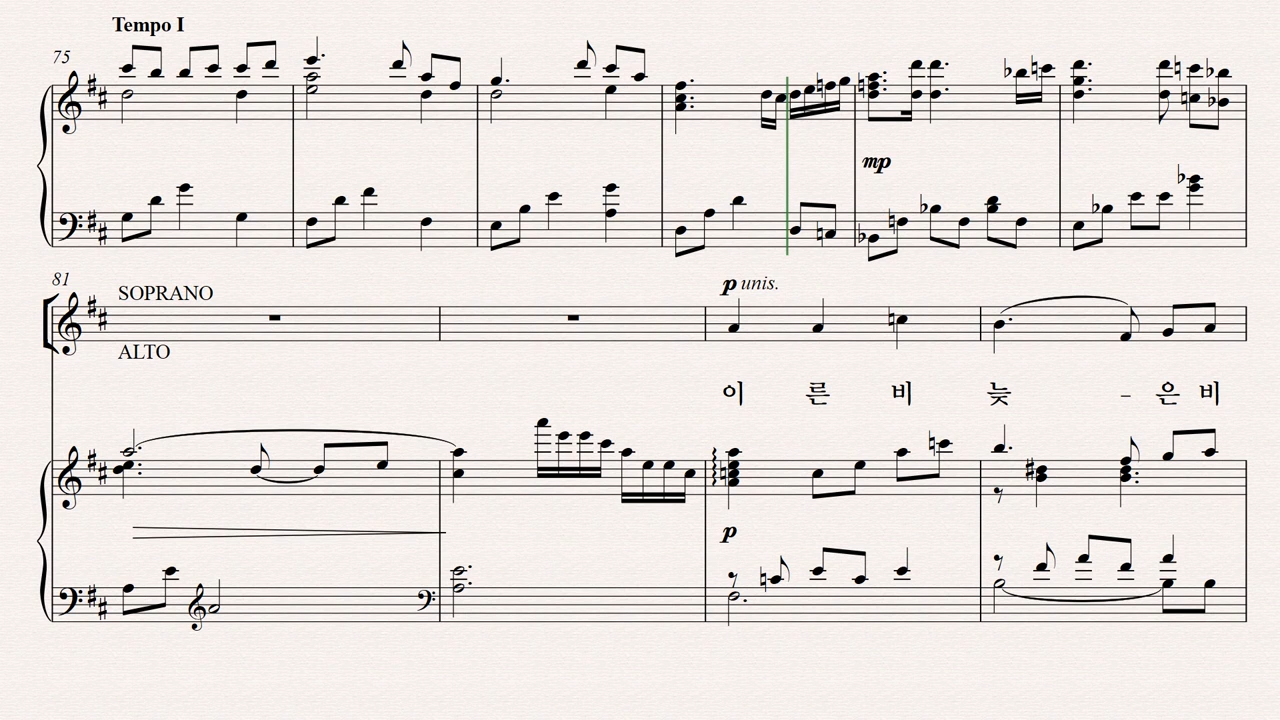 Tempo I
75
mp
81
SOPRANO
p unis.
ALTO
이 른 비 늦 - 은 비
p